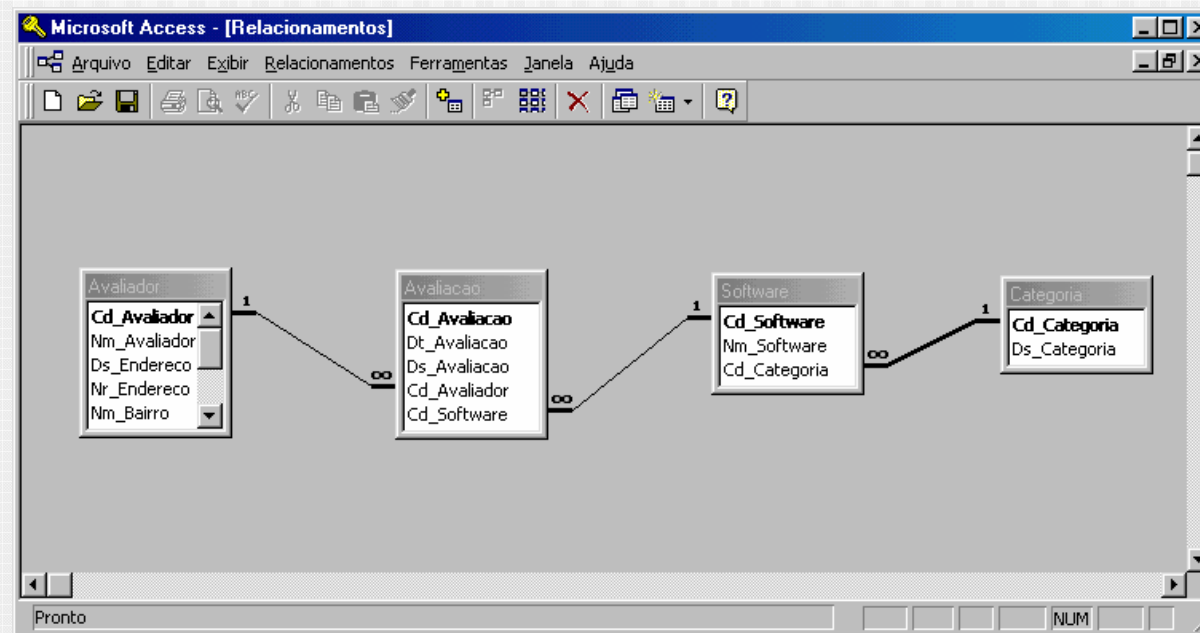 Microsoft Access - [Relacionamentos]
Arquivo Editar Exibir Relacionamentos Ferramentas Janela Ajuda
Avaliador
Cd_Avaliador
Nm_Avaliador
Ds_Endereco
Nr_Endereco
Nm_Bairro
1
∞
Avaliacao
Cd_Avaliacao
Dt_Avaliacao
Ds_Avaliacao
Cd_Avaliador
Cd_Software
∞
1
Software
Cd_Software
Nm_Software
Cd_Categoria
∞
1
Categoria
Cd_Categoria
Ds_Categoria
Pronto
NUM